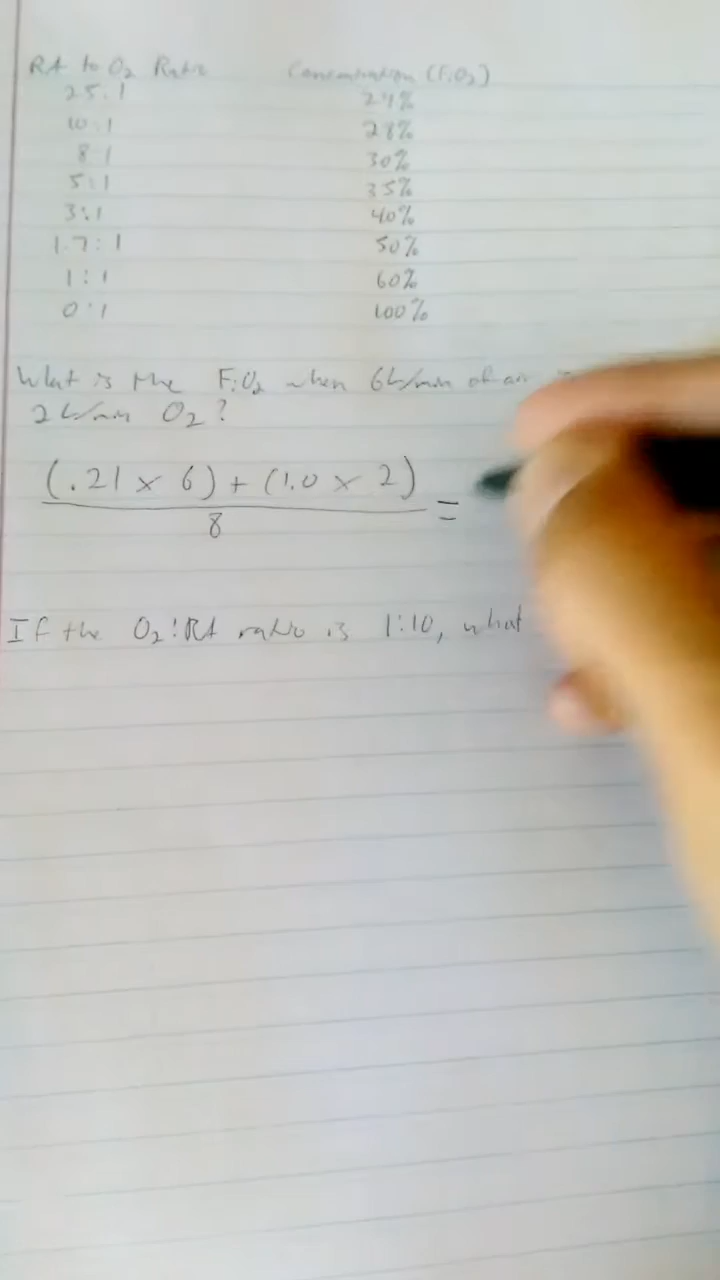 RA to O₂ Ratio Concentration (FiO₂)
25:1 24%
10:1 28%
8:1 30%
5:1 35%
3:1 40%
1.7:1 50%
1:1 60%
0:1 100%
What is the FiO₂ when 6L/min of air
2L/min O₂?
(.21 x 6) + (1.0 x 2)
=
8
If the O₂:RA ratio is 1:10, what